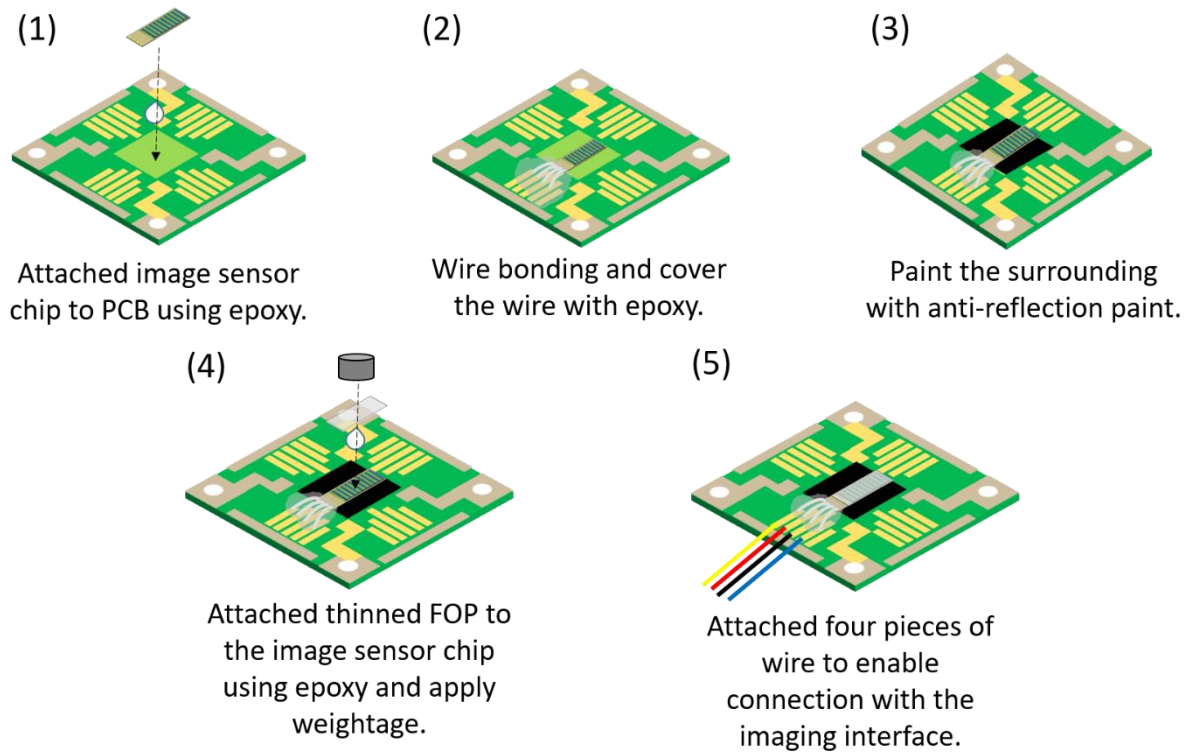 (1)
Attached image sensor
chip to PCB using epoxy.
(2)
Wire bonding and cover
the wire with epoxy.
(3)
Paint the surrounding
with anti-reflection paint.
(4)
Attached thinned FOP to
the image sensor chip
using epoxy and apply
weightage.
(5)
Attached four pieces of
wire to enable
connection with the
imaging interface.